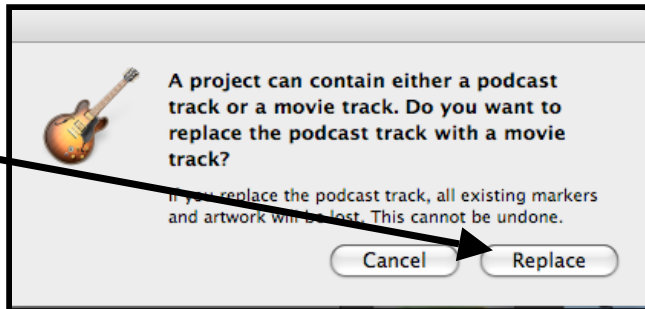 A project can contain either a podcast
track or a movie track. Do you want to
replace the podcast track with a movie
track?
If you replace the podcast track, all existing markers
and artwork will be lost. This cannot be undone.
Cancel Replace